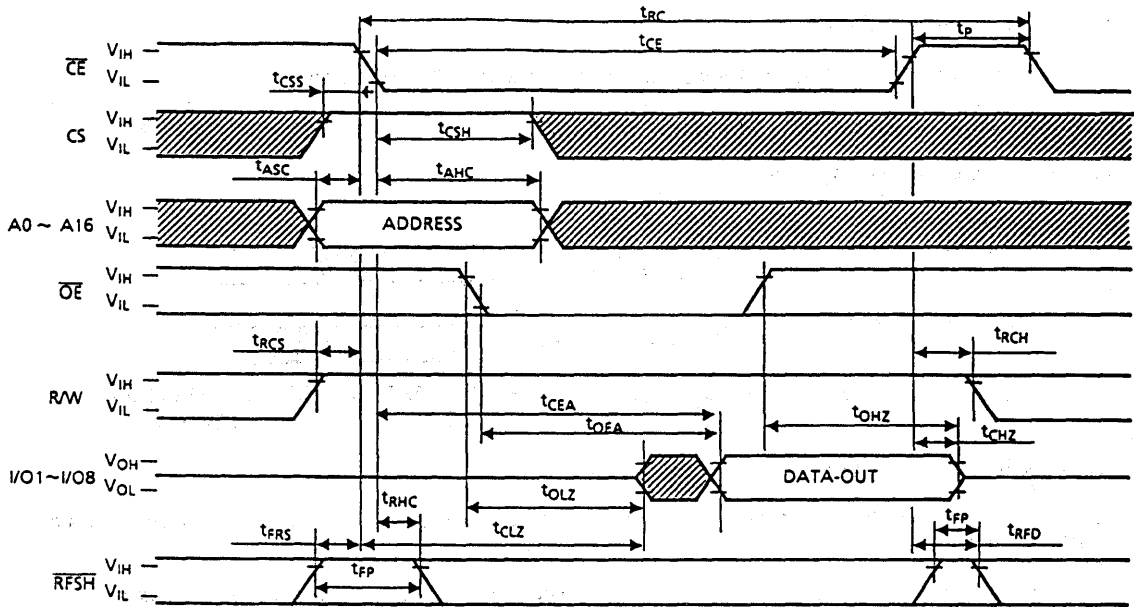 tRC
tP
tCE
CE
VIH
VIL
tCSS
CS
VIH
VIL
tCSH
tASC
tAHC
A0 ~ A16
VIH
VIL
ADDRESS
OE
VIH
VIL
tRCS
tRCH
R/W
VIH
VIL
tCEA
tOEA
tOHZ
tCHZ
I/O1~I/O8
VOH
VOL
DATA-OUT
tOLZ
tRHC
tCLZ
tFRS
tFP
tRFD
RFSH
VIH
VIL
tFP